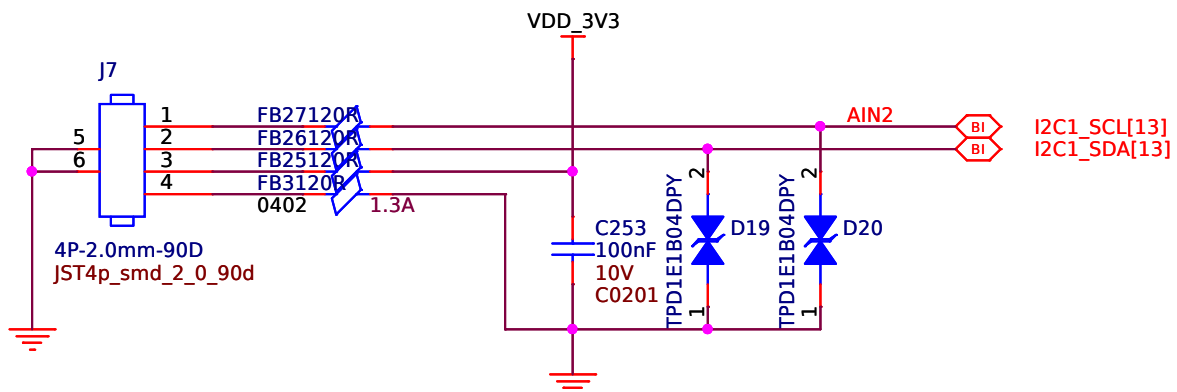 VDD_3V3
J7
1
FB27120R
AIN2
I2C1_SCL[13]
BI
5
2
FB26120R
I2C1_SDA[13]
BI
6
3
FB25120R
4
FB3120R
0402
1.3A
2
2
TPD1E1B04DPY
D19
TPD1E1B04DPY
D20
C253
100nF
10V
C0201
4P-2.0mm-90D
JST4p_smd_2_0_90d
1
1